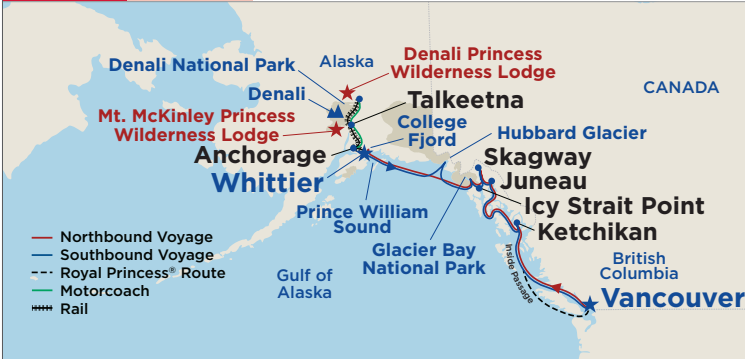 Denali Princess
Wilderness Lodge
Alaska
Denali National Park
CANADA
Denali
Talkeetna
Mt. McKinley Princess
Wilderness Lodge
College
Fjord
Hubbard Glacier
Anchorage
Skagway
Whittier
Juneau
Icy Strait Point
Prince William
Sound
Ketchikan
Glacier Bay
National Park
Northbound Voyage
Southbound Voyage
Royal Princess® Route
Motorcoach
Rail
Gulf of
Alaska
Inside Passage
British
Columbia
Vancouver